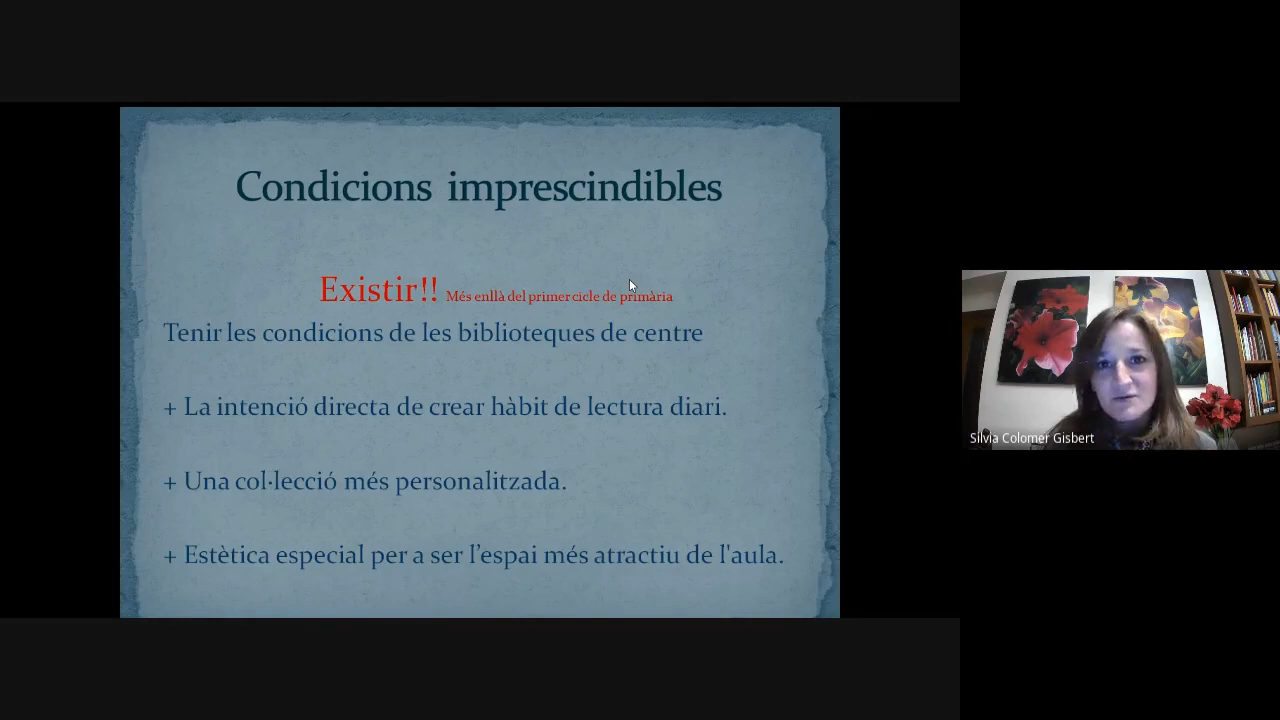 Condicions imprescindibles
Existir!! Més enllà del primer cicle de primària
Tenir les condicions de les biblioteques de centre
+ La intenció directa de crear hàbit de lectura diari.
+ Una col·lecció més personalitzada.
+ Estètica especial per a ser l’espai més atractiu de l'aula.
Silvia Colomer Gisbert